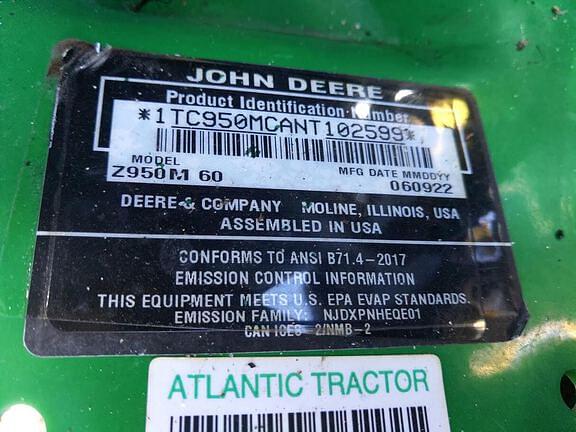 JOHN DEERE
Product Identification Number
*1TC950MCANT102599*
MODEL
Z950M 60
MFG DATE MMDDYY
060922
DEERE & COMPANY MOLINE, ILLINOIS, USA
ASSEMBLED IN USA
CONFORMS TO ANSI B71.4-2017
EMISSION CONTROL INFORMATION
THIS EQUIPMENT MEETS U.S. EPA EVAP STANDARDS.
EMISSION FAMILY: NJDXPNHEQE01
CAN ICES-2/NMB-2
ATLANTIC TRACTOR